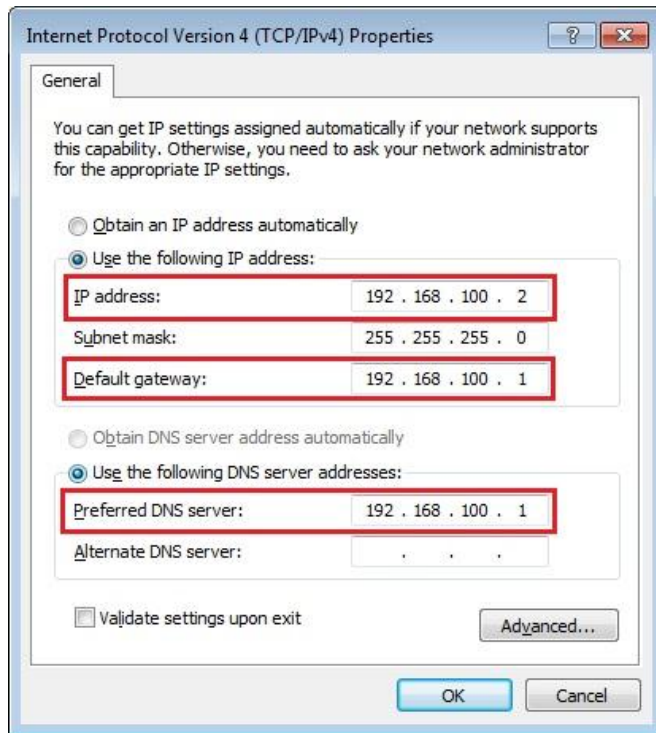 Internet Protocol Version 4 (TCP/IPv4) Properties
General
You can get IP settings assigned automatically if your network supports
this capability. Otherwise, you need to ask your network administrator
for the appropriate IP settings.
Obtain an IP address automatically
Use the following IP address:
IP address: 192 . 168 . 100 . 2
Subnet mask: 255 . 255 . 255 . 0
Default gateway: 192 . 168 . 100 . 1
Obtain DNS server address automatically
Use the following DNS server addresses:
Preferred DNS server: 192 . 168 . 100 . 1
Alternate DNS server: . . .
Validate settings upon exit
Advanced...
OK Cancel